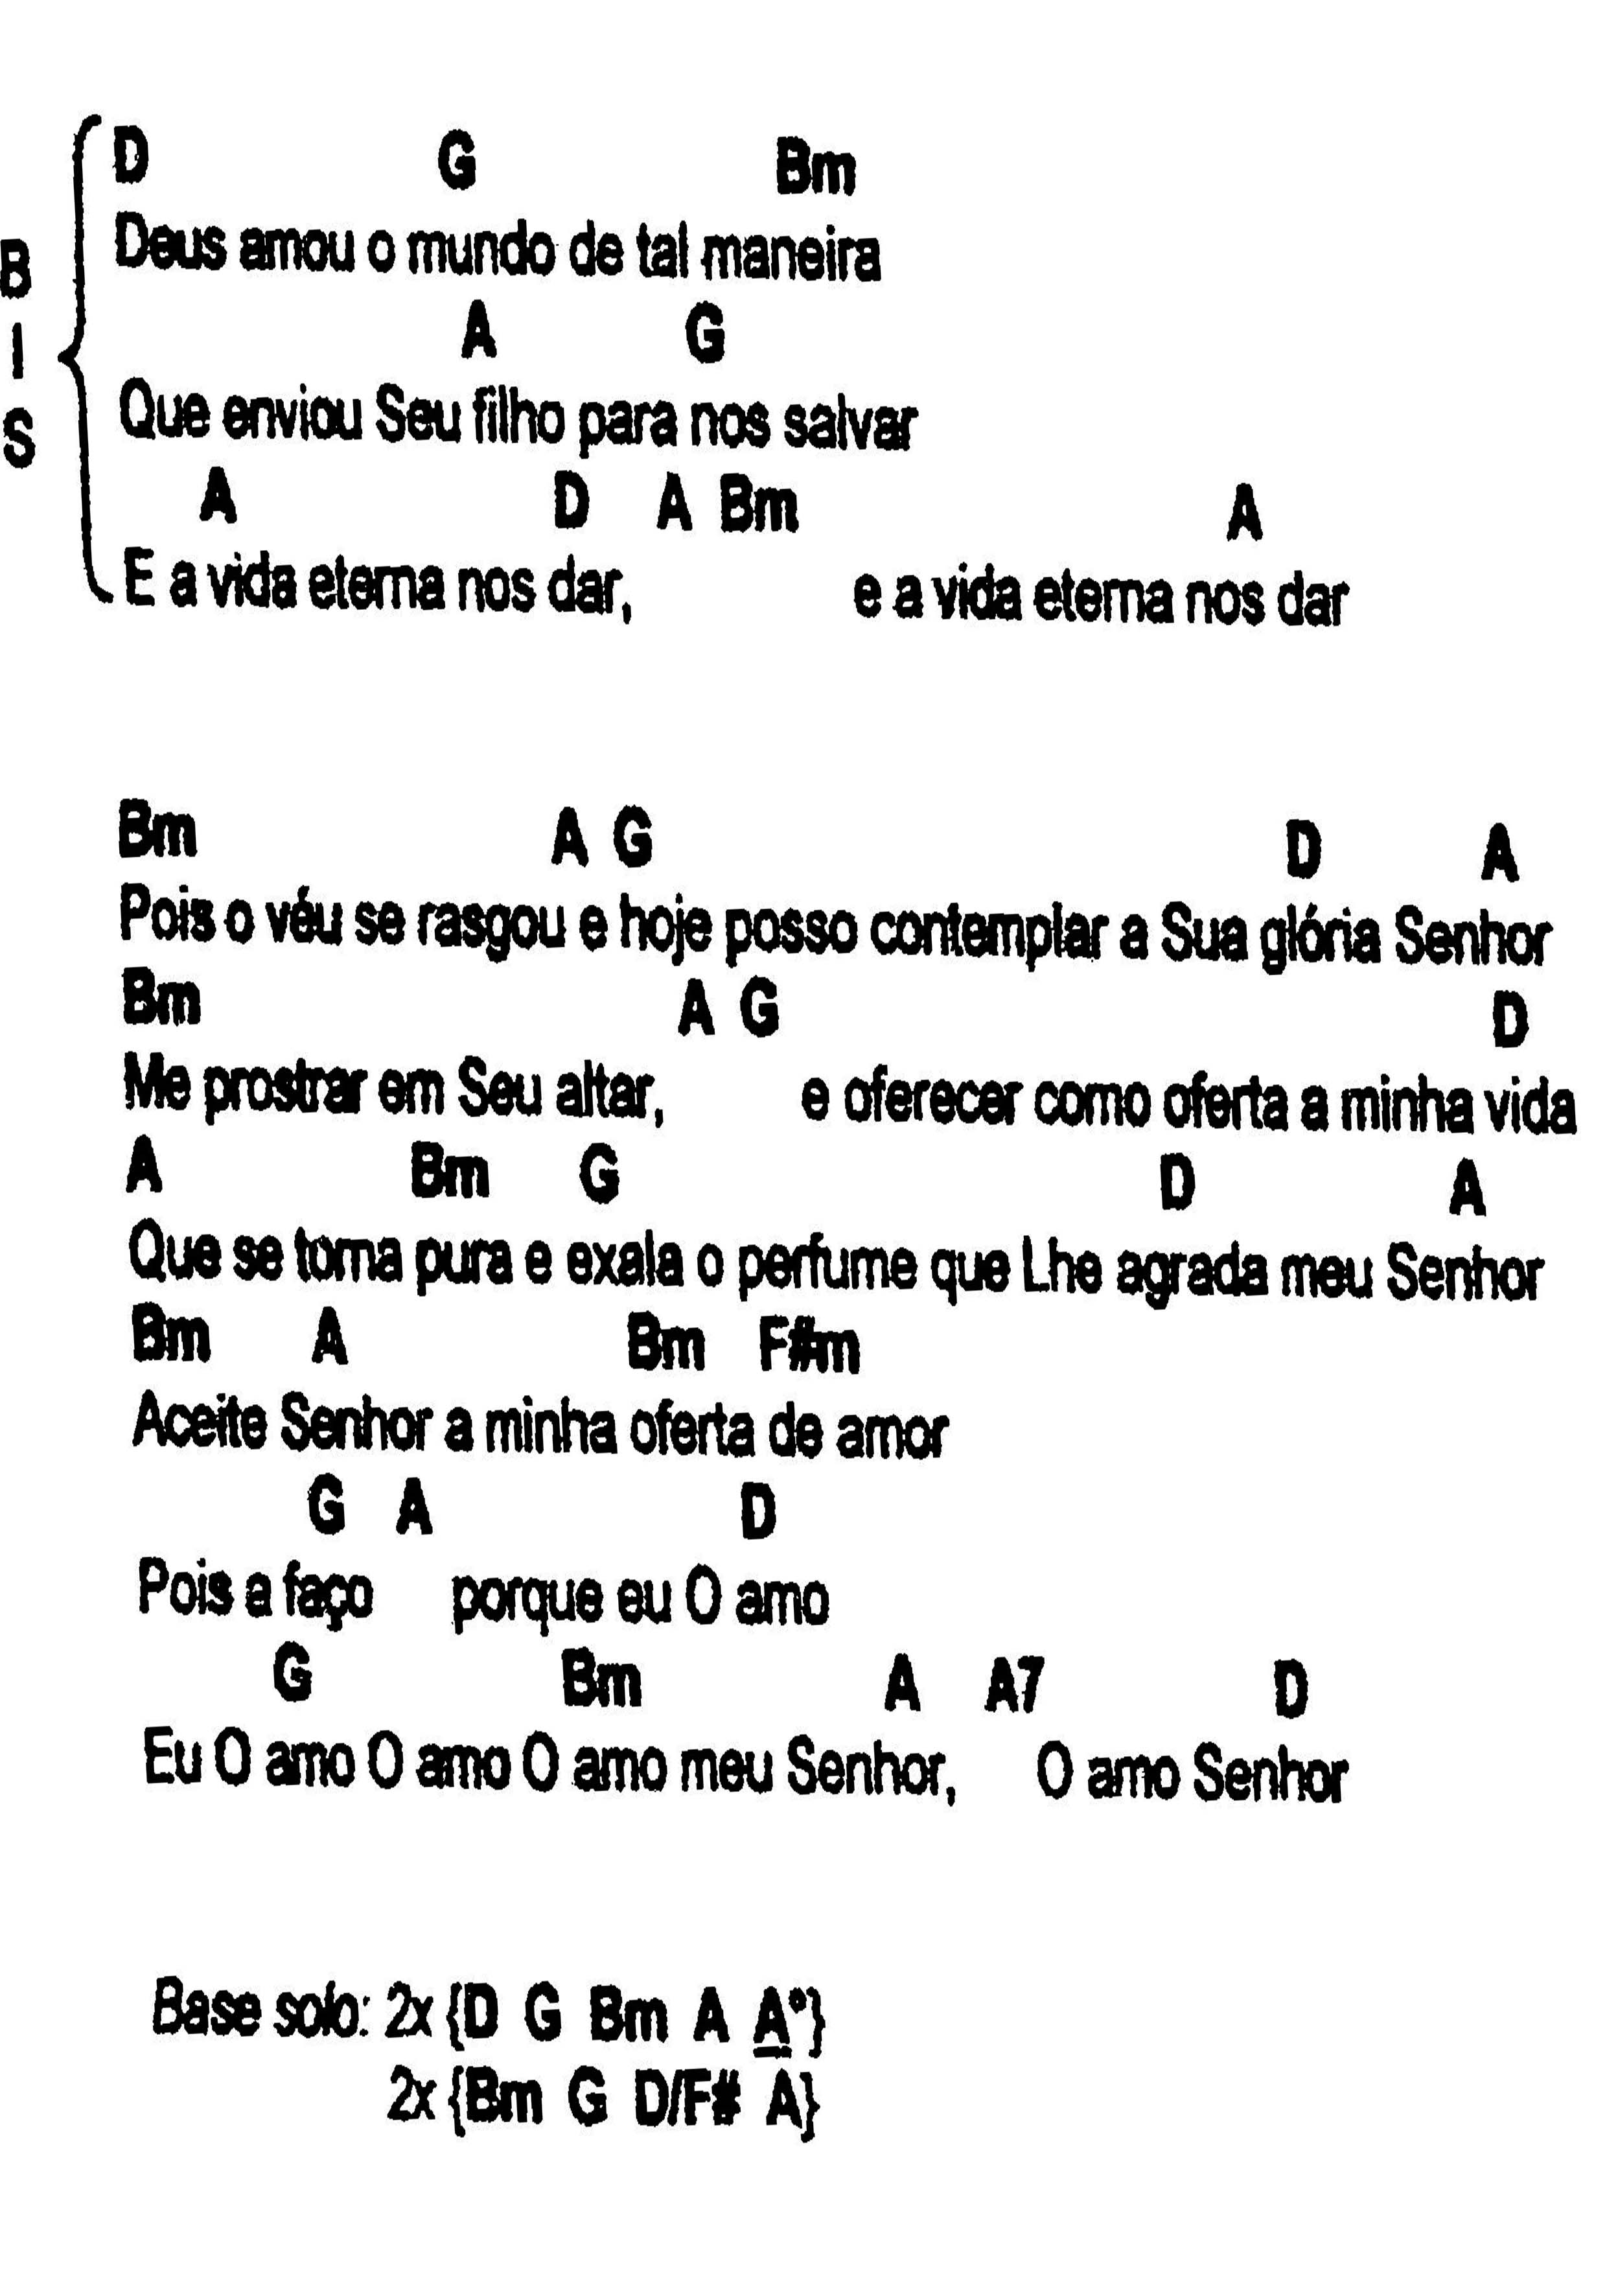 D G Bm
Deus amou o mundo de tal maneira
A G
Que enviou Seu filho para nos salvar
A D A Bm A
E a vida eterna nos dar, e a vida eterna nos dar
BIS
Bm A G D A
Pois o véu se rasgou e hoje posso contemplar a Sua glória Senhor
Bm A G D
Me prostrar em Seu altar, e oferecer como oferta a minha vida
A Bm G D A
Que se torna pura e exala o perfume que Lhe agrada meu Senhor
Bm A Bm F#m
Aceite Senhor a minha oferta de amor
G A D
Pois a faço porque eu O amo
G Bm A A7 D
Eu O amo O amo O amo meu Senhor, O amo Senhor
Base solo: 2x {D G Bm A A°}
2x {Bm G D/F# A}